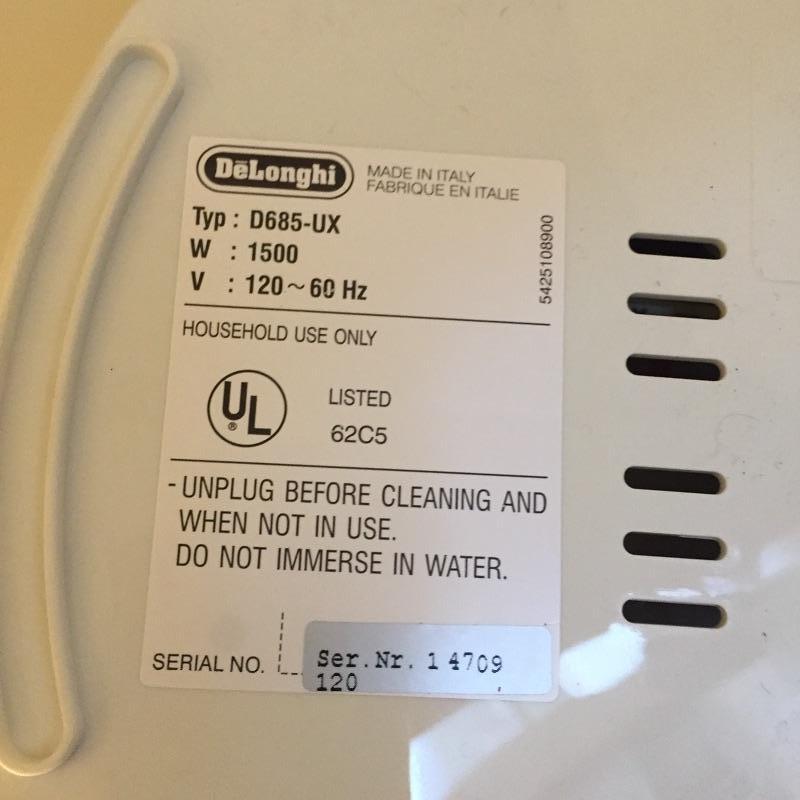 DēLonghi
MADE IN ITALY
FABRIQUE EN ITALIE
Typ : D685-UX
W : 1500
V : 120~60 Hz
5425108900
HOUSEHOLD USE ONLY
UL ®
LISTED
62C5
- UNPLUG BEFORE CLEANING AND
WHEN NOT IN USE.
DO NOT IMMERSE IN WATER.
SERIAL NO.
Ser.Nr. 14709
120